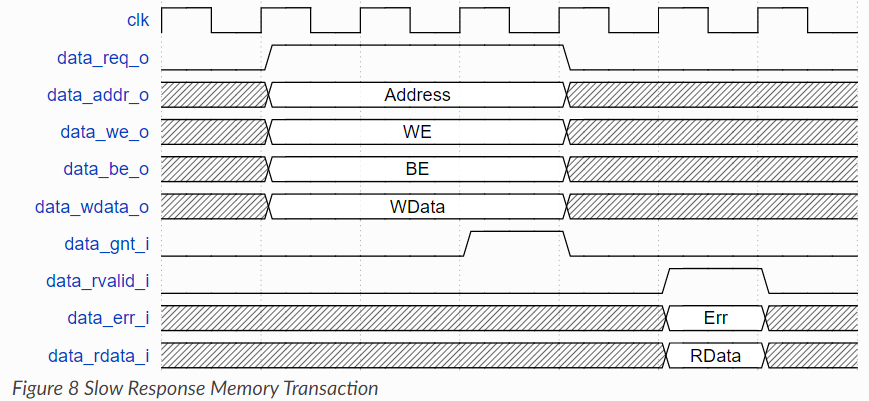 clk
data_req_o
data_addr_o Address
data_we_o WE
data_be_o BE
data_wdata_o WData
data_gnt_i
data_rvalid_i
data_err_i Err
data_rdata_i RData
Figure 8 Slow Response Memory Transaction